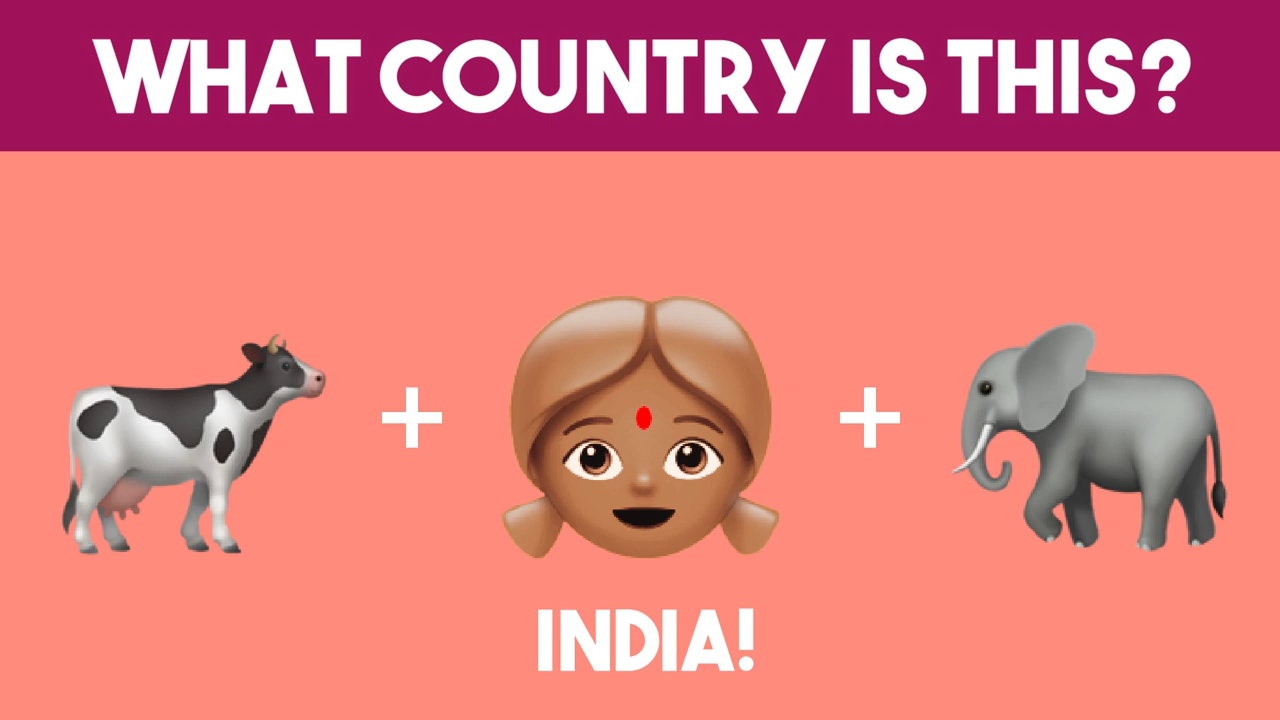 WHAT COUNTRY IS THIS?
+ +
INDIA!